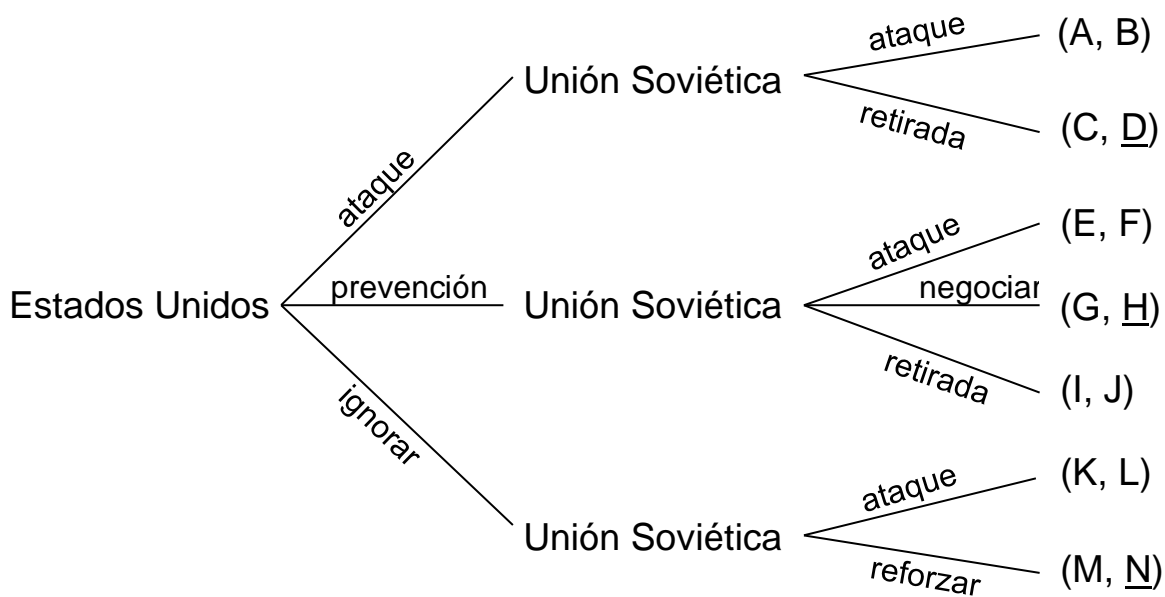 ataque (A, B)
Unión Soviética
retirada (C, D)
ataque
ataque (E, F)
Estados Unidos prevención Unión Soviética negociar (G, H)
retirada (I, J)
ignorar
ataque (K, L)
Unión Soviética
reforzar (M, N)